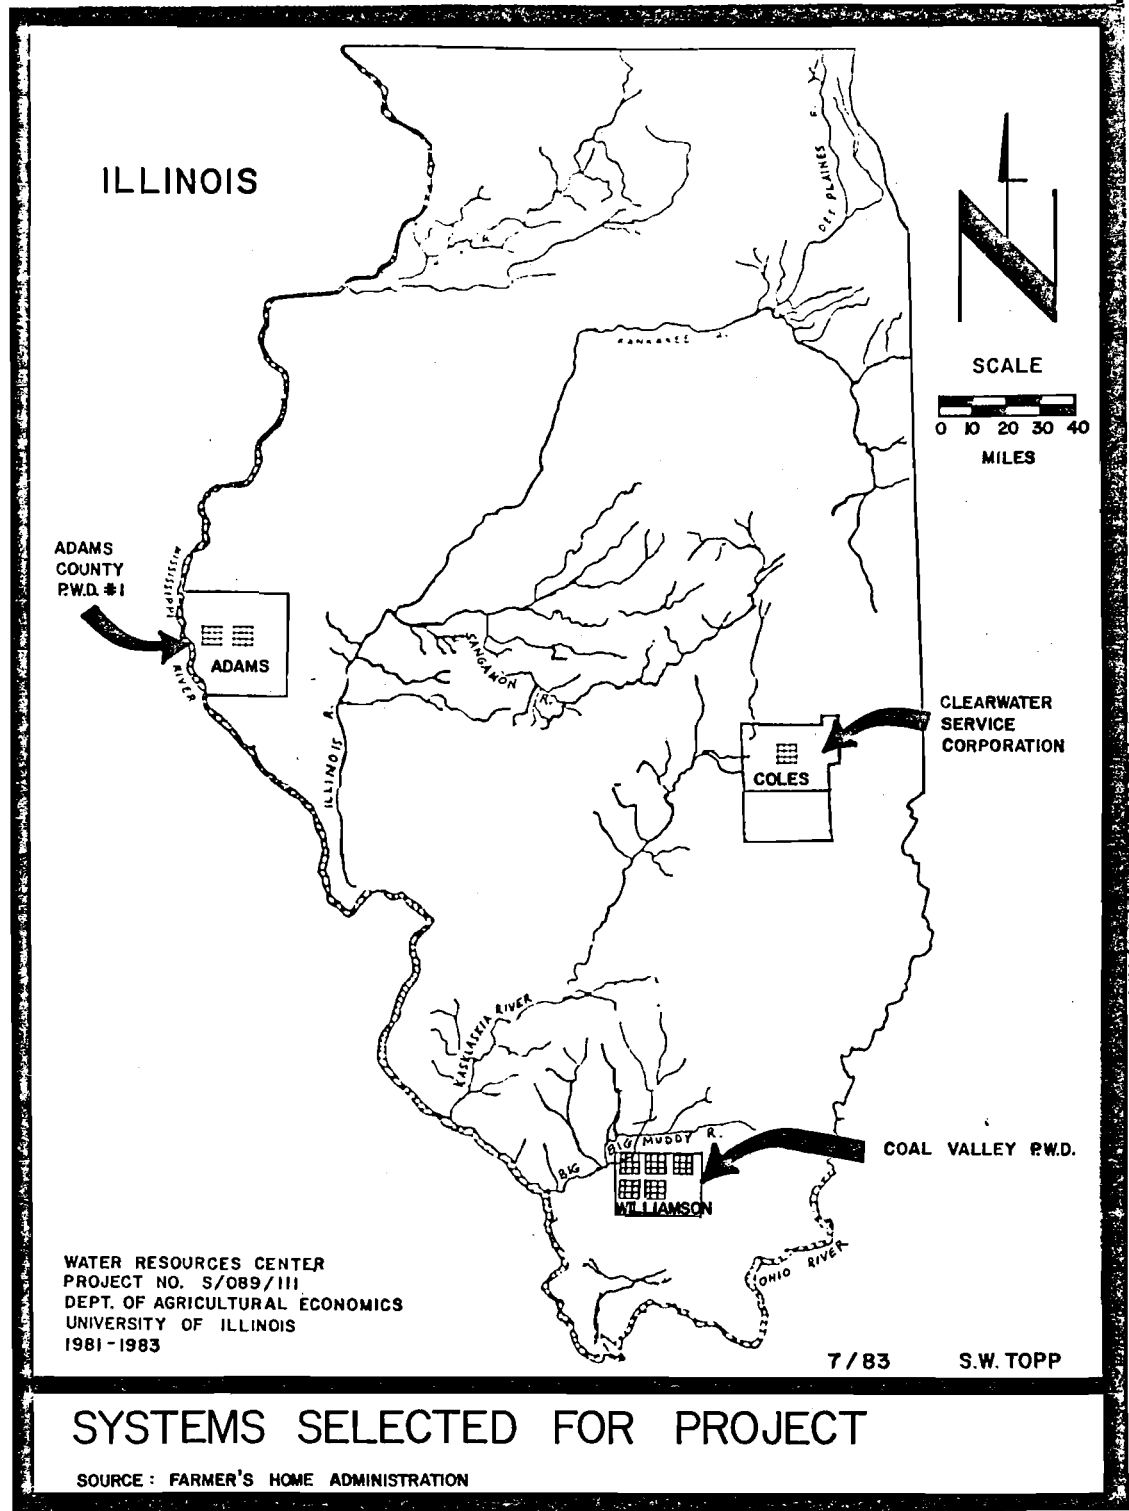 ILLINOIS
DES PLAINES R.
KANKAKEE R.
SCALE
0 10 20 30 40
MILES
ADAMS
COUNTY
P.W.D. #1
MISSISSIPPI
RIVER
ADAMS
SANGAMON
R.
ILLINOIS R.
CLEARWATER
SERVICE
CORPORATION
COLES
KASKLASKIA RIVER
BIG MUDDY R.
BIG
COAL VALLEY P.W.D.
WILLIAMSON
OHIO RIVER
WATER RESOURCES CENTER
PROJECT NO. S/089/111
DEPT. OF AGRICULTURAL ECONOMICS
UNIVERSITY OF ILLINOIS
1981-1983
7/83 S.W. TOPP
SYSTEMS SELECTED FOR PROJECT
SOURCE: FARMER'S HOME ADMINISTRATION